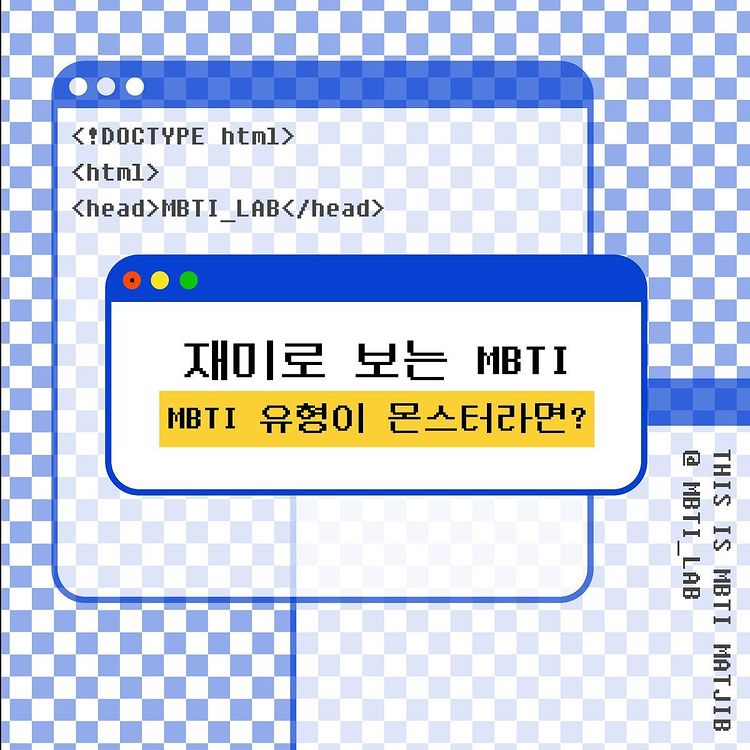 <!DOCTYPE html>
<html>
<head>MBTI_LAB</head>
재미로 보는 MBTI
MBTI 유형이 몬스터라면?
THIS IS MBTI MATJIB
@ MBTI_LAB